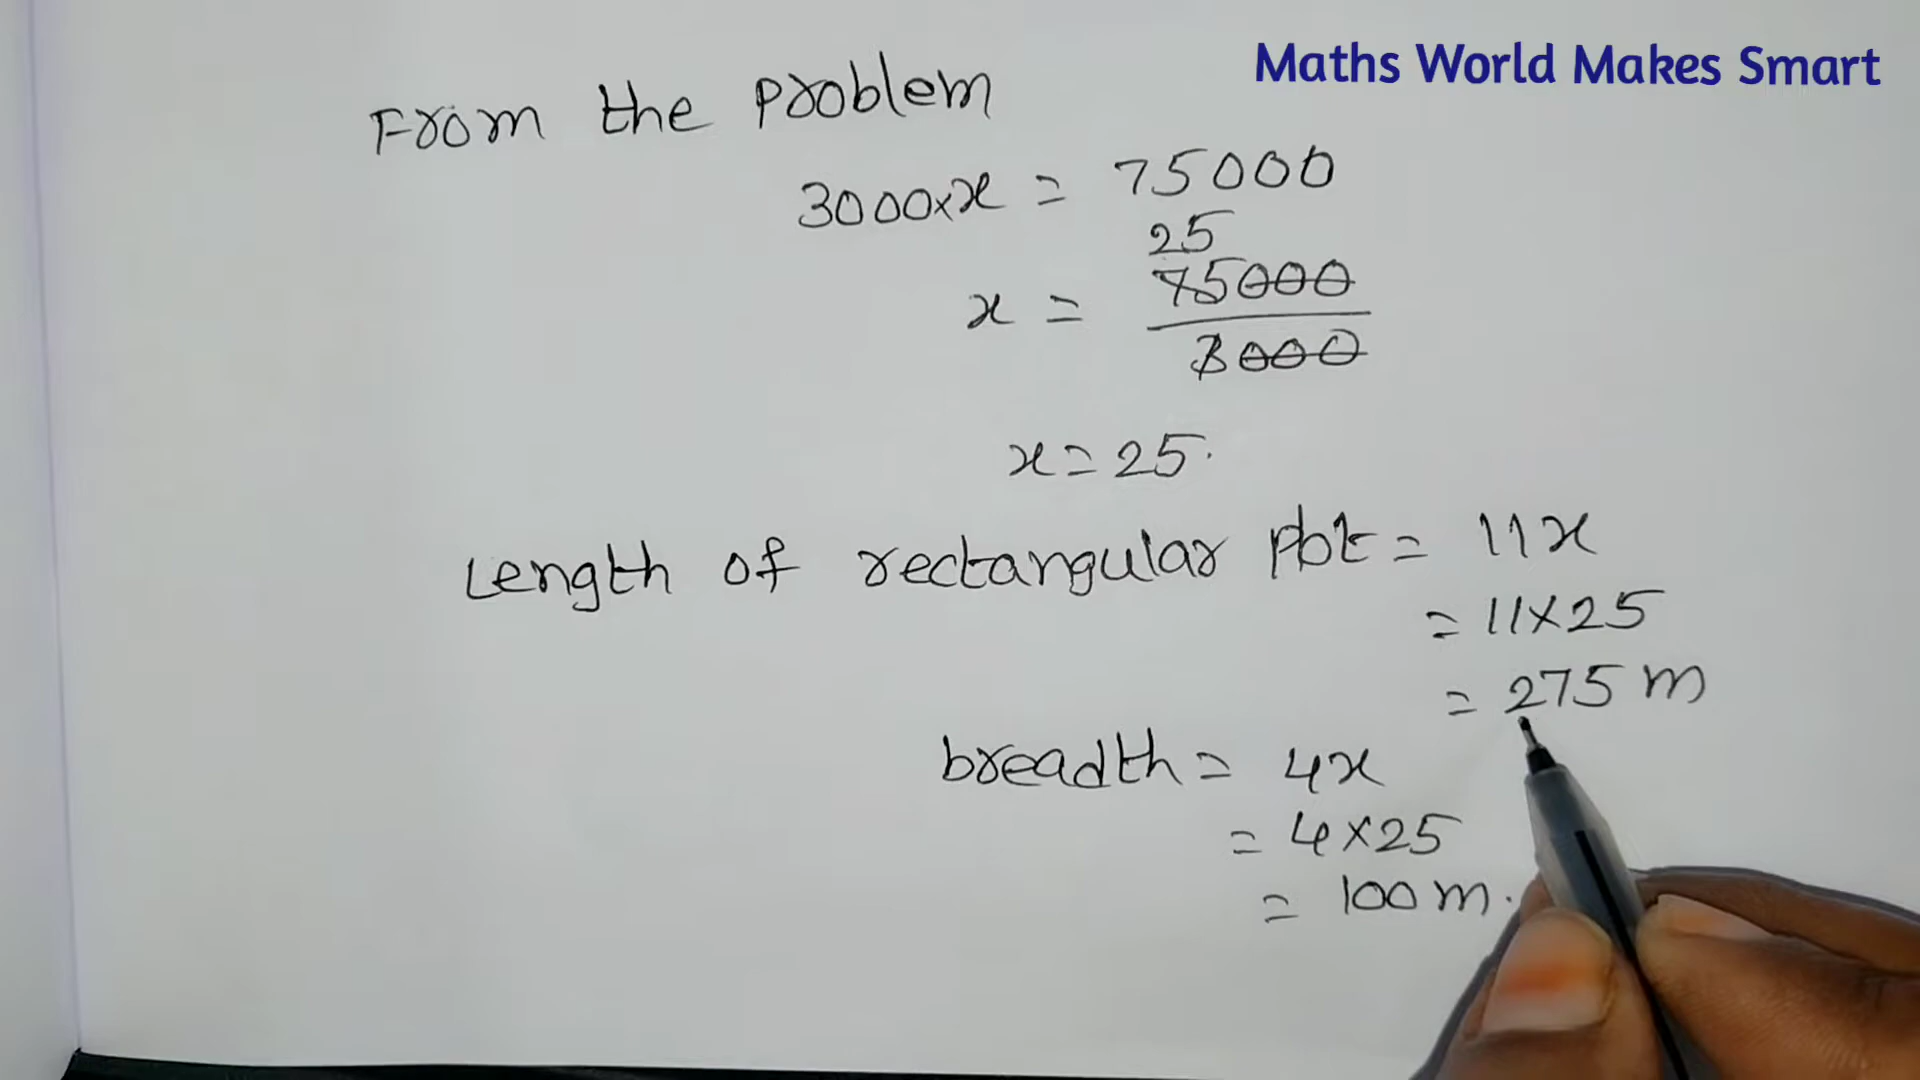 Maths World Makes Smart
From the problem
3000×x = 75000
25
x = 75000
3000
x = 25.
Length of rectangular plot = 11x
= 11×25
= 275 m
breadth = 4x
= 4×25
= 100 m.